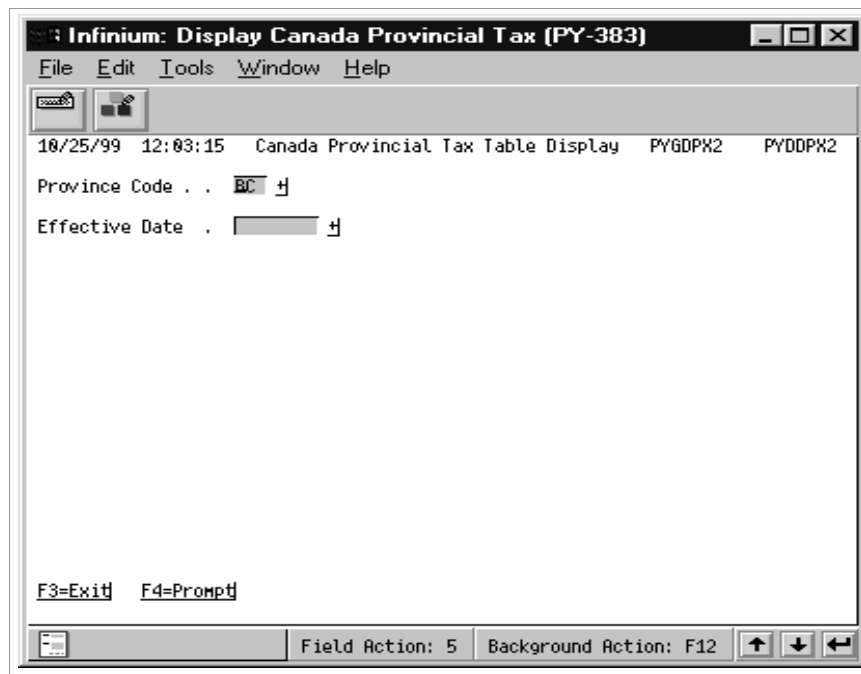 Infinium: Display Canada Provincial Tax (PY-383)
File Edit Tools Window Help
10/25/99 12:03:15 Canada Provincial Tax Table Display PYGDPX2 PYDDPX2
Province Code . . BC +
Effective Date . +
F3=Exit F4=Prompt
Field Action: 5 Background Action: F12